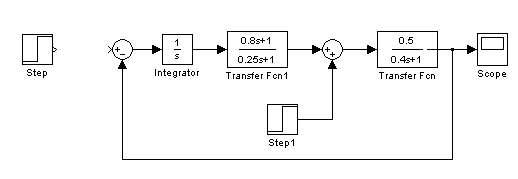 0.8s+1
0.5
1
s
0.25s+1
0.4s+1
Step
Integrator
Transfer Fcn1
Transfer Fcn
Scope
Step1